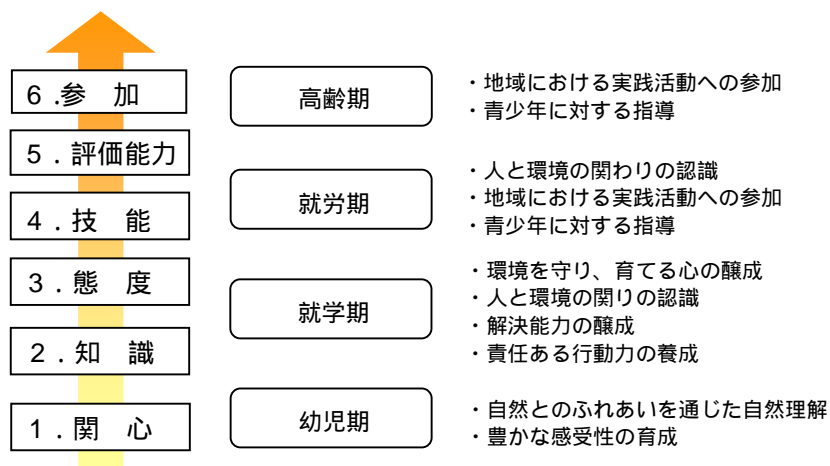 6.参 加
5.評価能力
4.技 能
3.態 度
2.知 識
1.関 心
高齢期
・地域における実践活動への参加
・青少年に対する指導
就労期
・人と環境の関わりの認識
・地域における実践活動への参加
・青少年に対する指導
就学期
・環境を守り、育てる心の醸成
・人と環境の関りの認識
・解決能力の醸成
・責任ある行動力の養成
幼児期
・自然とのふれあいを通じた自然理解
・豊かな感受性の育成